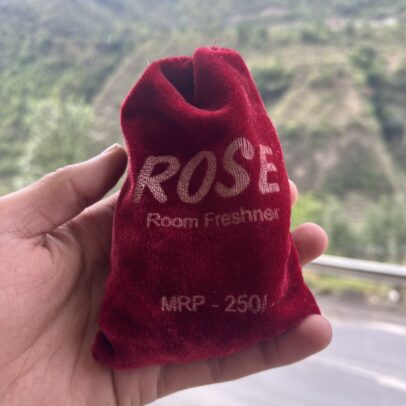 ROSE
Room Freshner
MRP - 250/-